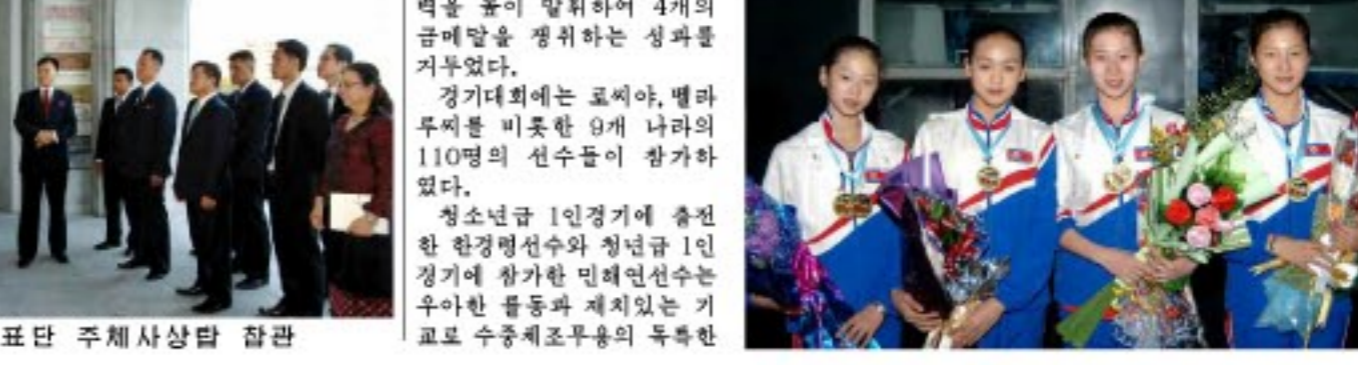 력을 높이 발휘하여 4개의
금메달을 쟁취하는 성과를
거두었다.
경기대회에는 로씨야, 벨라
루씨를 비롯한 9개 나라의
110명의 선수들이 참가하
였다.
청소년급 1인경기에 출전
한 한경령선수와 청년급 1인
경기에 참가한 민해연선수는
우아한 률동과 재치있는 기
교로 수중체조무용의 독특한
표단 주체사상탑 참관